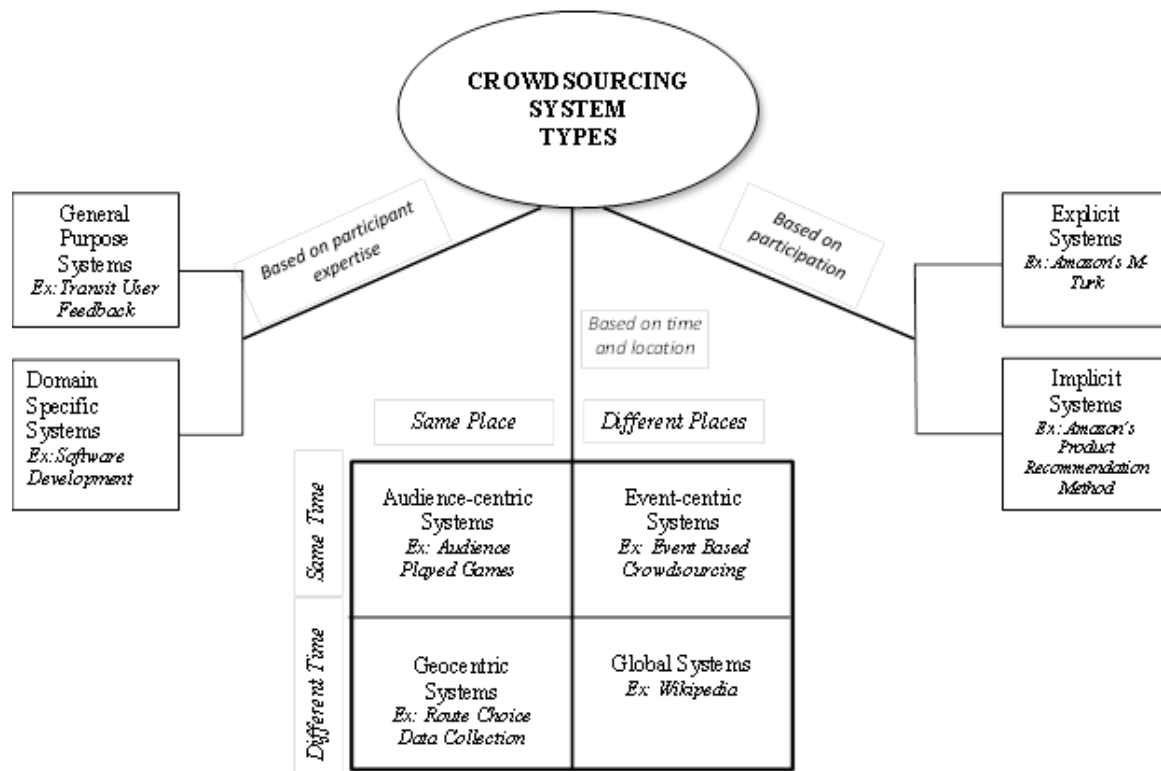 CROWDSOURCING
SYSTEM
TYPES
Based on participant
expertise
Based on
participation
Based on time
and location
General
Purpose
Systems
Ex: Transit User
Feedback
Domain
Specific
Systems
Ex: Software
Development
Explicit
Systems
Ex: Amazon's M-
Turk
Implicit
Systems
Ex: Amazon's
Product
Recommendation
Method
Same Place
Different Places
Same Time
Audience-centric
Systems
Ex: Audience
Played Games
Event-centric
Systems
Ex: Event Based
Crowdsourcing
Different Time
Geocentric
Systems
Ex: Route Choice
Data Collection
Global Systems
Ex: Wikipedia